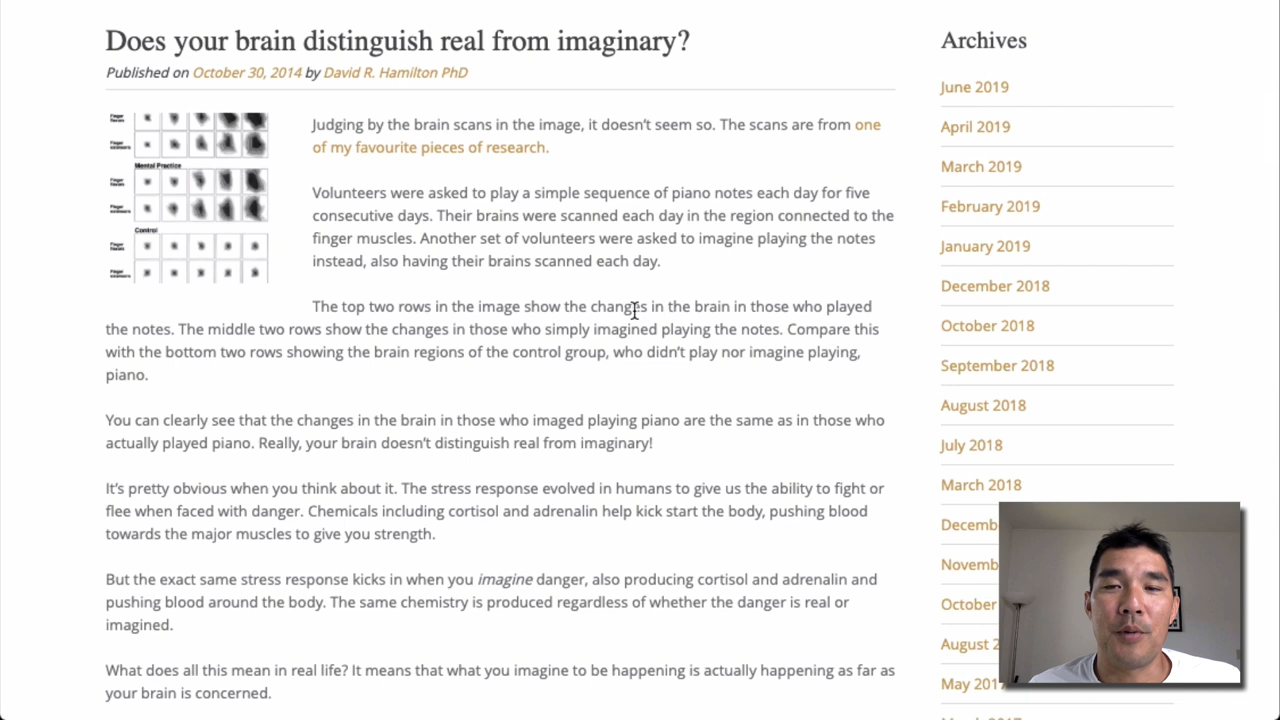 Does your brain distinguish real from imaginary?
Published on October 30, 2014 by David R. Hamilton PhD
Mental Practice
Control
Judging by the brain scans in the image, it doesn't seem so. The scans are from one
of my favourite pieces of research.
Volunteers were asked to play a simple sequence of piano notes each day for five
consecutive days. Their brains were scanned each day in the region connected to the
finger muscles. Another set of volunteers were asked to imagine playing the notes
instead, also having their brains scanned each day.
The top two rows in the image show the changes in the brain in those who played
the notes. The middle two rows show the changes in those who simply imagined playing the notes. Compare this
with the bottom two rows showing the brain regions of the control group, who didn't play nor imagine playing,
piano.
You can clearly see that the changes in the brain in those who imaged playing piano are the same as in those who
actually played piano. Really, your brain doesn't distinguish real from imaginary!
It's pretty obvious when you think about it. The stress response evolved in humans to give us the ability to fight or
flee when faced with danger. Chemicals including cortisol and adrenalin help kick start the body, pushing blood
towards the major muscles to give you strength.
But the exact same stress response kicks in when you imagine danger, also producing cortisol and adrenalin and
pushing blood around the body. The same chemistry is produced regardless of whether the danger is real or
imagined.
What does all this mean in real life? It means that what you imagine to be happening is actually happening as far as
your brain is concerned.
Archives
June 2019
April 2019
March 2019
February 2019
January 2019
December 2018
October 2018
September 2018
August 2018
July 2018
March 2018
Decemb
Novemb
October
August 2
May 201